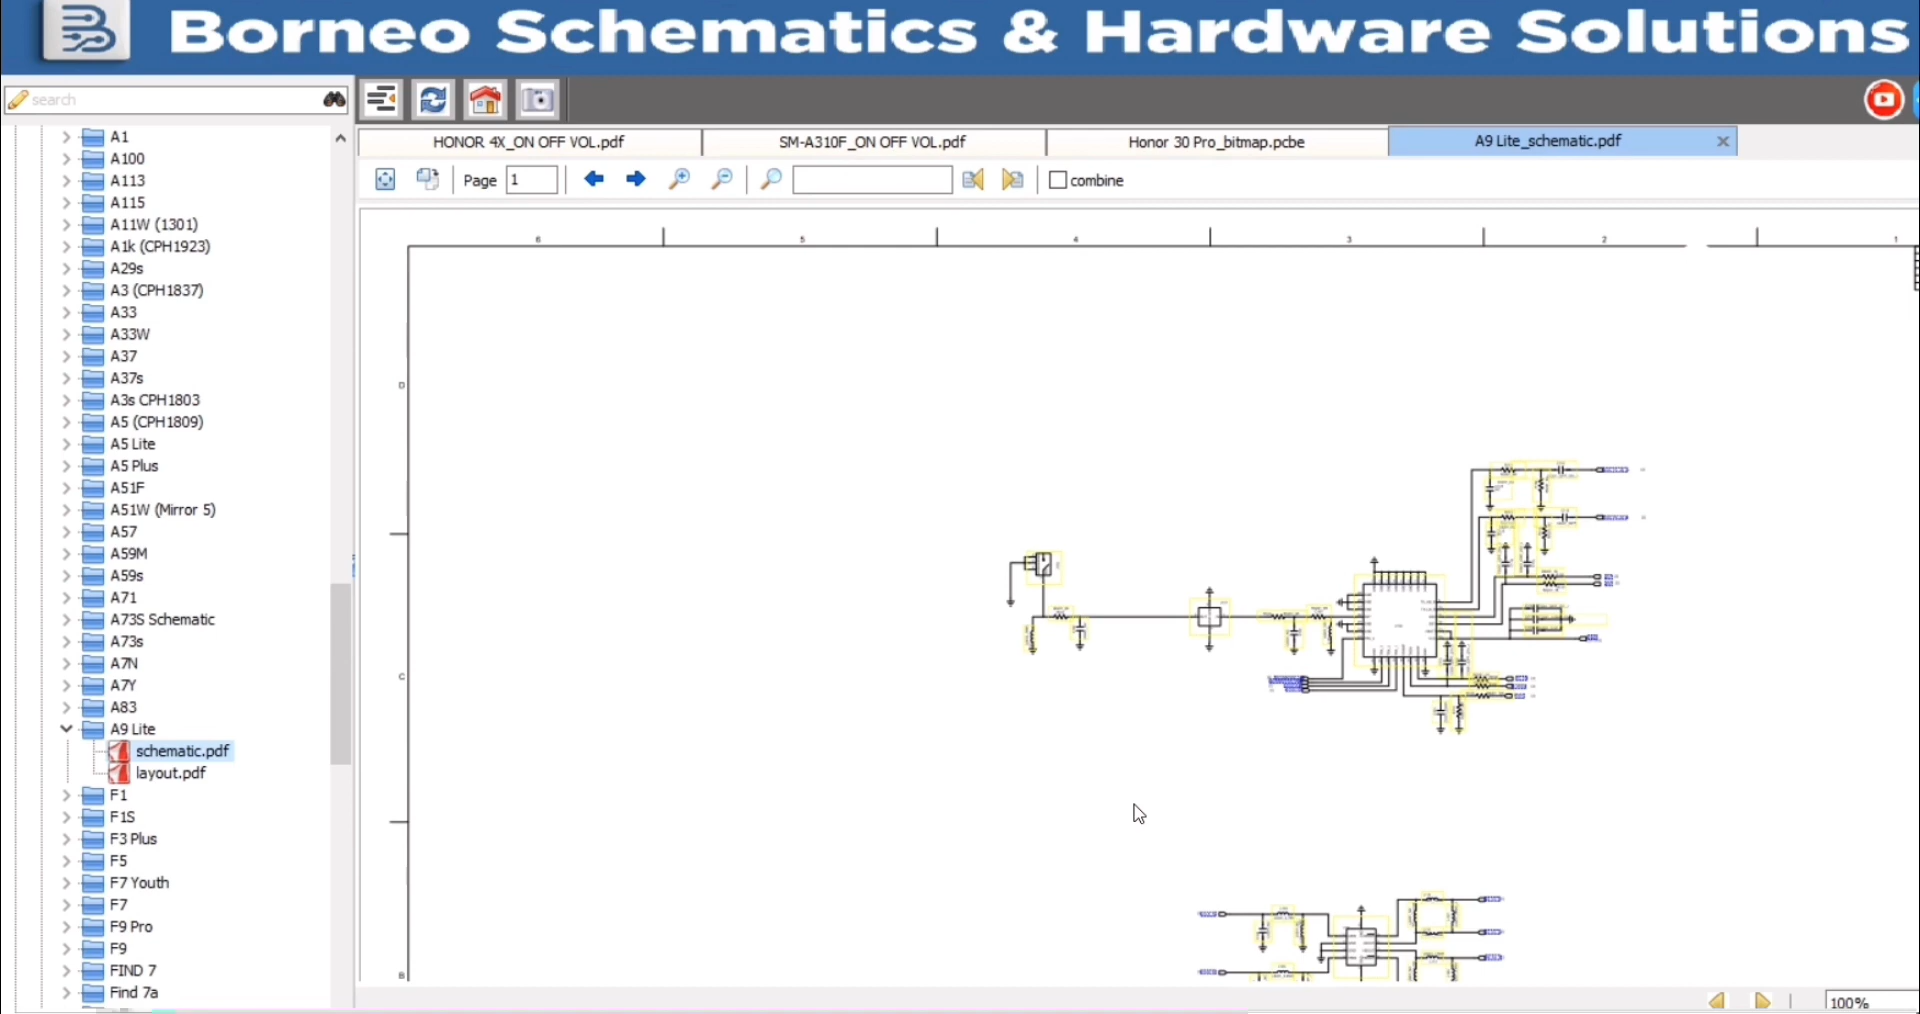 Borneo Schematics & Hardware Solutions
search
HONOR 4X_ON OFF VOL.pdf
SM-A310F_ON OFF VOL.pdf
Honor 30 Pro_bitmap.pcbe
A9 Lite_schematic.pdf
Page 1
combine
A1
A100
A113
A115
A11W (1301)
A1k (CPH1923)
A29s
A3 (CPH1837)
A33
A33W
A37
A37s
A3s CPH1803
A5 (CPH1809)
A5 Lite
A5 Plus
A51F
A51W (Mirror 5)
A57
A59M
A59s
A71
A73S Schematic
A73s
A7N
A7Y
A83
A9 Lite
schematic.pdf
layout.pdf
F1
F1S
F3 Plus
F5
F7 Youth
F7
F9 Pro
F9
FIND 7
Find 7a
6 5 4 3 2 1
D
C
B
100%